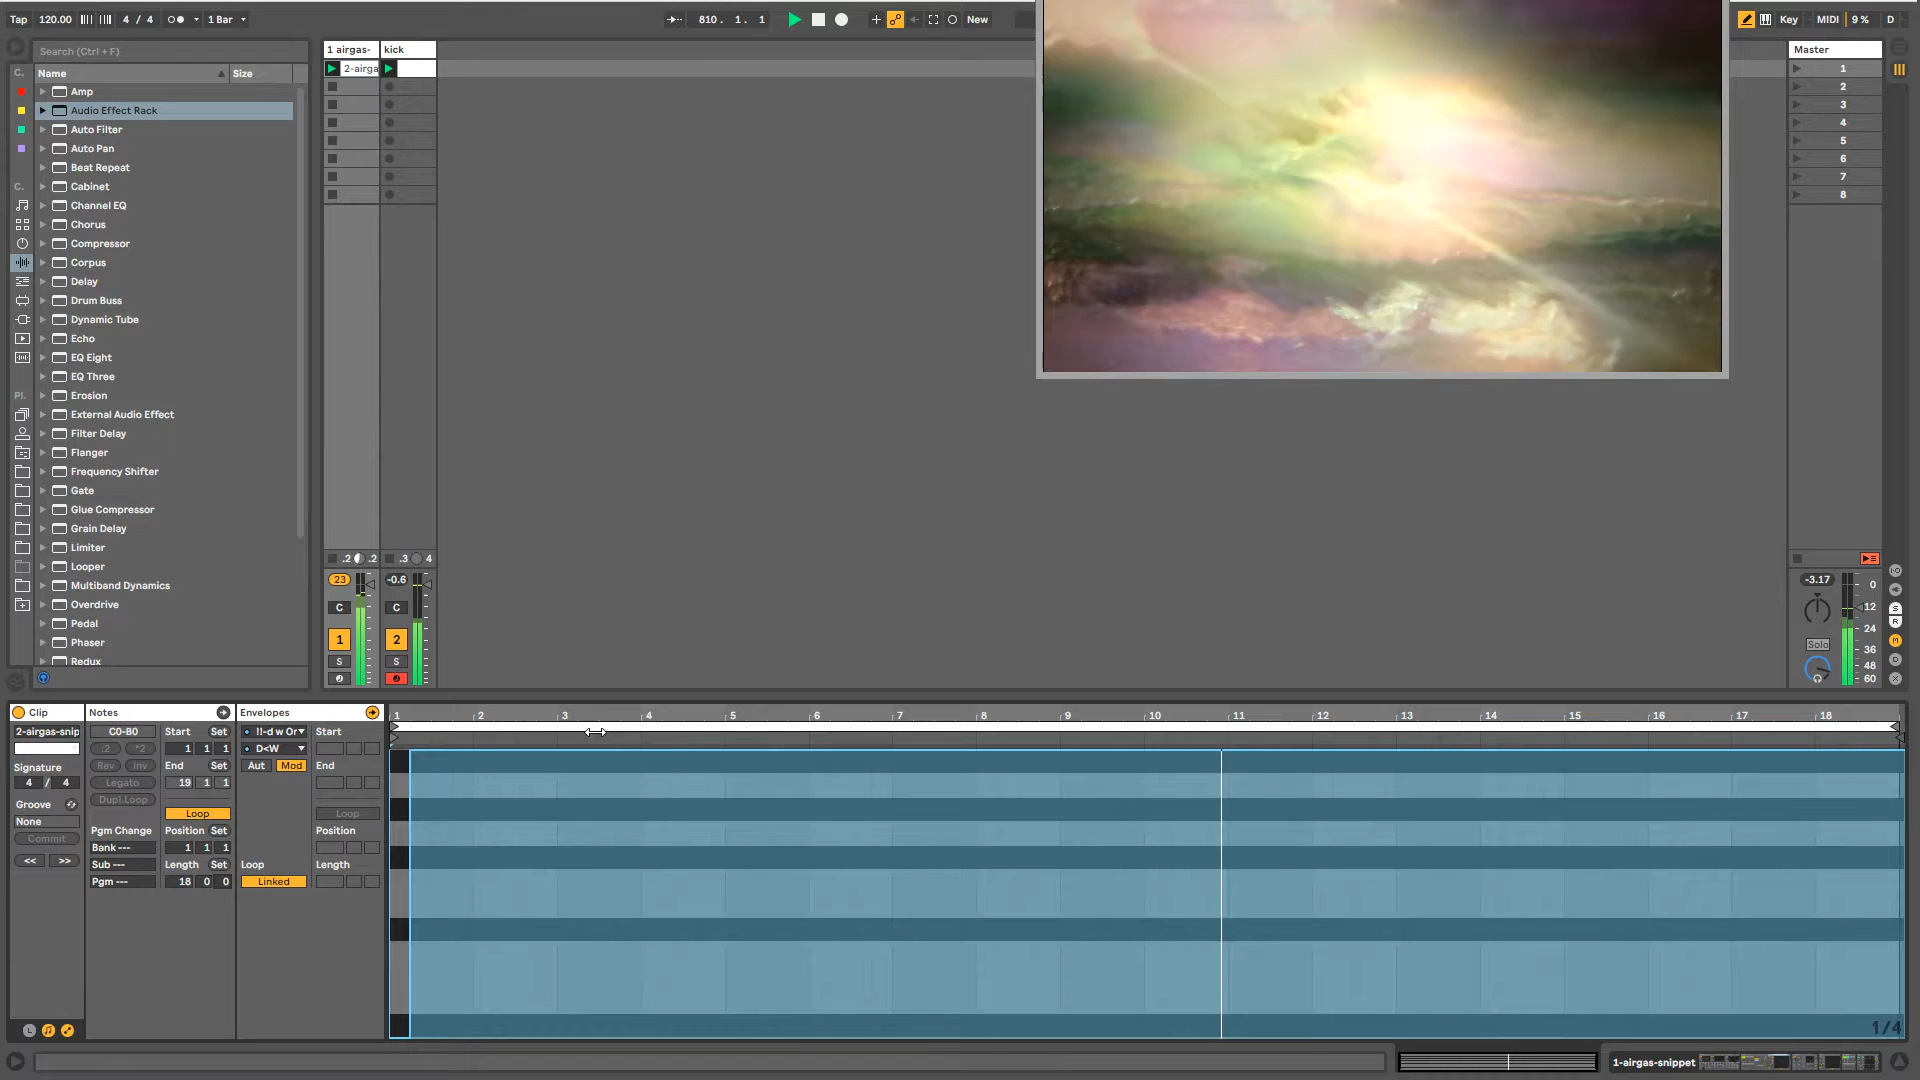 Tap 120.00 4 / 4 1 Bar 810. 1. 1 New Key MIDI 9 % D
Search (Ctrl + F)
C. Name Size
Amp
Audio Effect Rack
Auto Filter
Auto Pan
Beat Repeat
C. Cabinet
Channel EQ
Chorus
Compressor
Corpus
Delay
Drum Buss
Dynamic Tube
Echo
EQ Eight
EQ Three
Pl. Erosion
External Audio Effect
Filter Delay
Flanger
Frequency Shifter
Gate
Glue Compressor
Grain Delay
Limiter
Looper
Multiband Dynamics
Overdrive
Pedal
Phaser
Redux
1 airgas- kick
2-airga
.2 .2 .3 4
23 -0.6
C C
1 2
S S
Master
1
2
3
4
5
6
7
8
-3.17 0
12
24
36
48
60
Solo
S
R
M
D
X
Clip
2-airgas-snip
Signature
4 / 4
Groove
None
Commit
<< >>
Notes
C0-B0 Start Set
:2 *2 1 1 1
Rev Inv End Set
Legato 19 1 1
Dupl.Loop Loop
Pgm Change Position Set
Bank --- 1 1 1
Sub --- Length Set
Pgm --- 18 0 0
Envelopes
!!-d w Or Start
D<W
Aut Mod End
Loop
Position
Loop Length
Linked
1 2 3 4 5 6 7 8 9 10 11 12 13 14 15 16 17 18
1/4
L
1-airgas-snippet